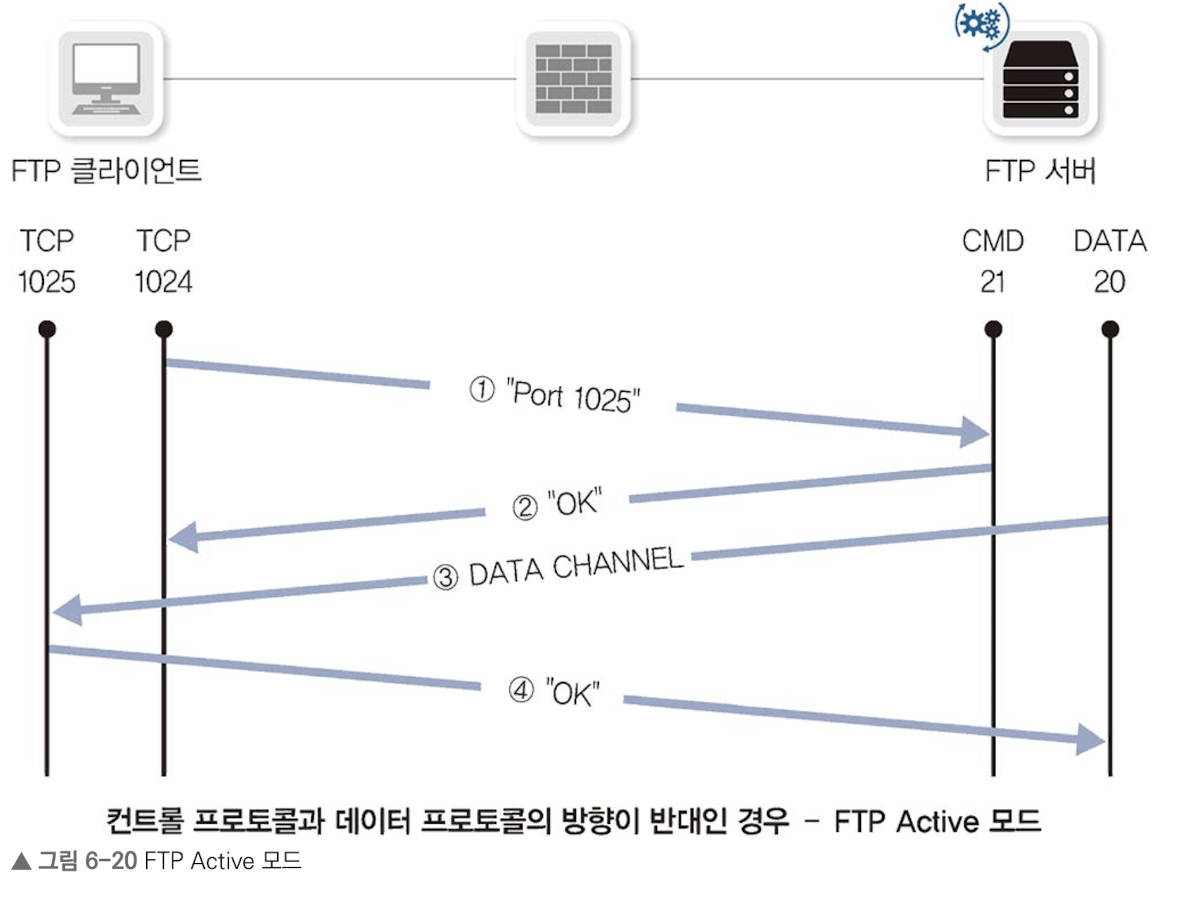 FTP 클라이언트
FTP 서버
TCP
1025
TCP
1024
CMD
21
DATA
20
① "Port 1025"
② "OK"
③ DATA CHANNEL
④ "OK"
컨트롤 프로토콜과 데이터 프로토콜의 방향이 반대인 경우 – FTP Active 모드
▲ 그림 6-20 FTP Active 모드